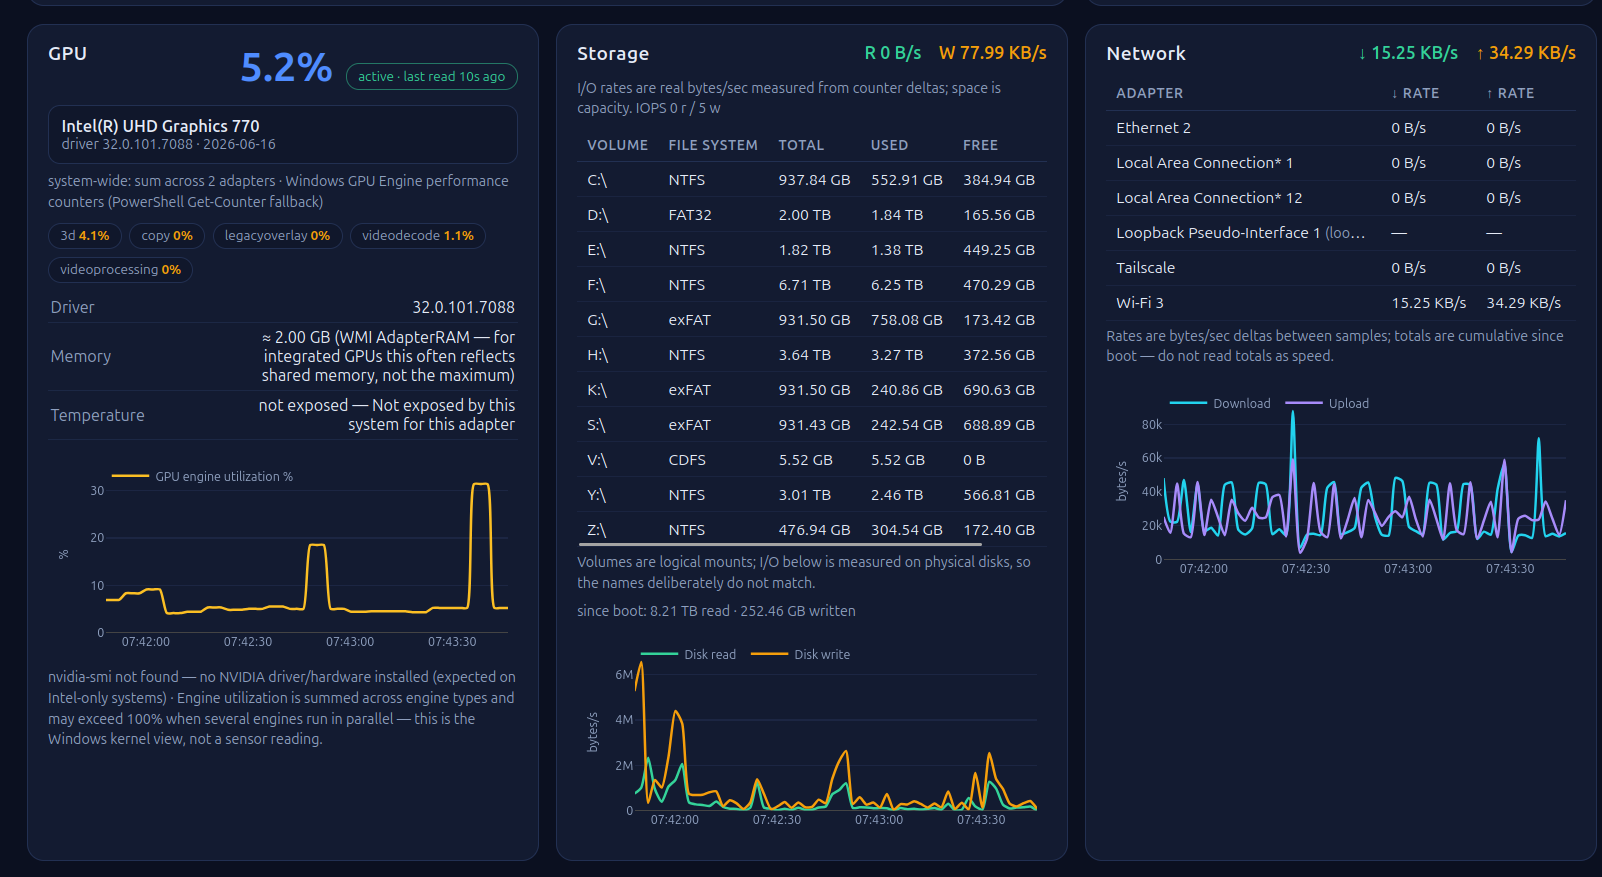 GPU
5.2%
active · last read 10s ago
Intel(R) UHD Graphics 770
driver 32.0.101.7088 · 2026-06-16
system-wide: sum across 2 adapters · Windows GPU Engine performance
counters (PowerShell Get-Counter fallback)
3d 4.1% copy 0% legacyoverlay 0% videodecode 1.1%
videoprocessing 0%
Driver 32.0.101.7088
Memory ≈ 2.00 GB (WMI AdapterRAM — for
integrated GPUs this often reflects
shared memory, not the maximum)
Temperature not exposed — Not exposed by this
system for this adapter
GPU engine utilization %
30
20
10
0
%
07:42:00 07:42:30 07:43:00 07:43:30
nvidia-smi not found — no NVIDIA driver/hardware installed (expected on
Intel-only systems) · Engine utilization is summed across engine types and
may exceed 100% when several engines run in parallel — this is the
Windows kernel view, not a sensor reading.
Storage R 0 B/s W 77.99 KB/s
I/O rates are real bytes/sec measured from counter deltas; space is
capacity. IOPS 0 r / 5 w
VOLUME FILE SYSTEM TOTAL USED FREE
C:\ NTFS 937.84 GB 552.91 GB 384.94 GB
D:\ FAT32 2.00 TB 1.84 TB 165.56 GB
E:\ NTFS 1.82 TB 1.38 TB 449.25 GB
F:\ NTFS 6.71 TB 6.25 TB 470.29 GB
G:\ exFAT 931.50 GB 758.08 GB 173.42 GB
H:\ NTFS 3.64 TB 3.27 TB 372.56 GB
K:\ exFAT 931.50 GB 240.86 GB 690.63 GB
S:\ exFAT 931.43 GB 242.54 GB 688.89 GB
V:\ CDFS 5.52 GB 5.52 GB 0 B
Y:\ NTFS 3.01 TB 2.46 TB 566.81 GB
Z:\ NTFS 476.94 GB 304.54 GB 172.40 GB
Volumes are logical mounts; I/O below is measured on physical disks, so
the names deliberately do not match.
since boot: 8.21 TB read · 252.46 GB written
Disk read Disk write
6M
4M
2M
0
bytes/s
07:42:00 07:42:30 07:43:00 07:43:30
Network ↓ 15.25 KB/s ↑ 34.29 KB/s
ADAPTER ↓ RATE ↑ RATE
Ethernet 2 0 B/s 0 B/s
Local Area Connection* 1 0 B/s 0 B/s
Local Area Connection* 12 0 B/s 0 B/s
Loopback Pseudo-Interface 1 (loo... — —
Tailscale 0 B/s 0 B/s
Wi-Fi 3 15.25 KB/s 34.29 KB/s
Rates are bytes/sec deltas between samples; totals are cumulative since
boot — do not read totals as speed.
Download Upload
80k
60k
40k
20k
0
bytes/s
07:42:00 07:42:30 07:43:00 07:43:30